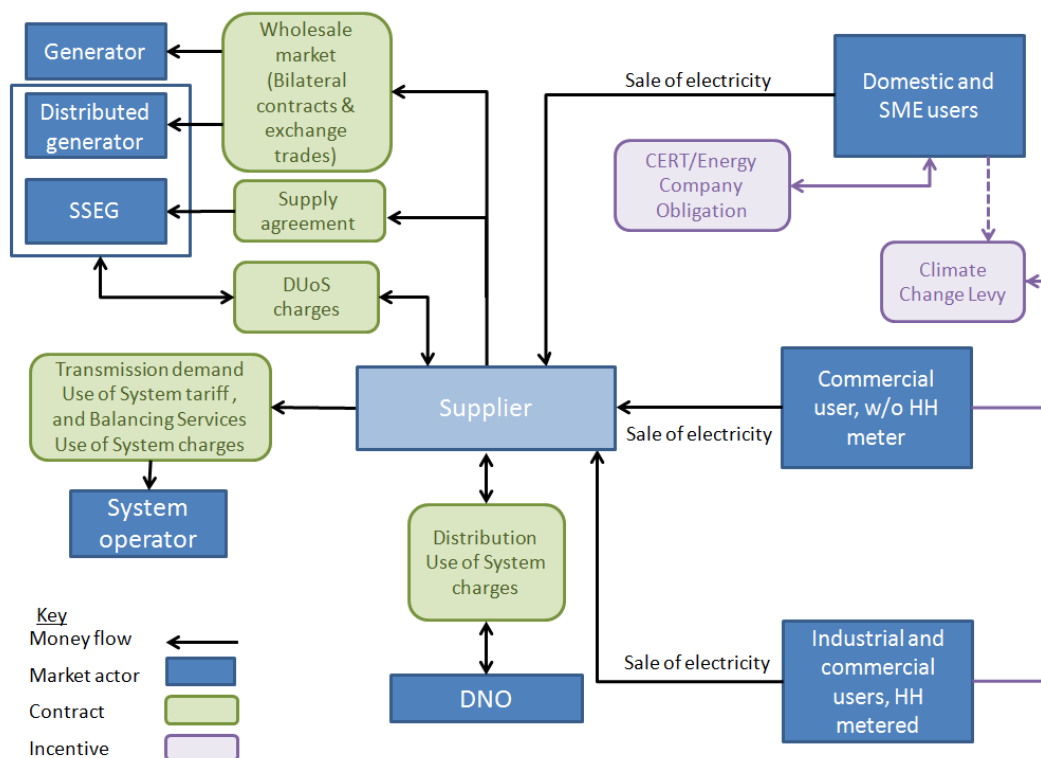 Generator
Distributed
generator
SSEG
Wholesale
market
(Bilateral
contracts &
exchange
trades)
Supply
agreement
DUoS
charges
Sale of electricity
Domestic and
SME users
CERT/Energy
Company
Obligation
Climate
Change Levy
Transmission demand
Use of System tariff ,
and Balancing Services
Use of System charges
System
operator
Supplier
Sale of electricity
Commercial
user, w/o HH
meter
Distribution
Use of System
charges
DNO
Sale of electricity
Industrial and
commercial
users, HH
metered
Key
Money flow
Market actor
Contract
Incentive